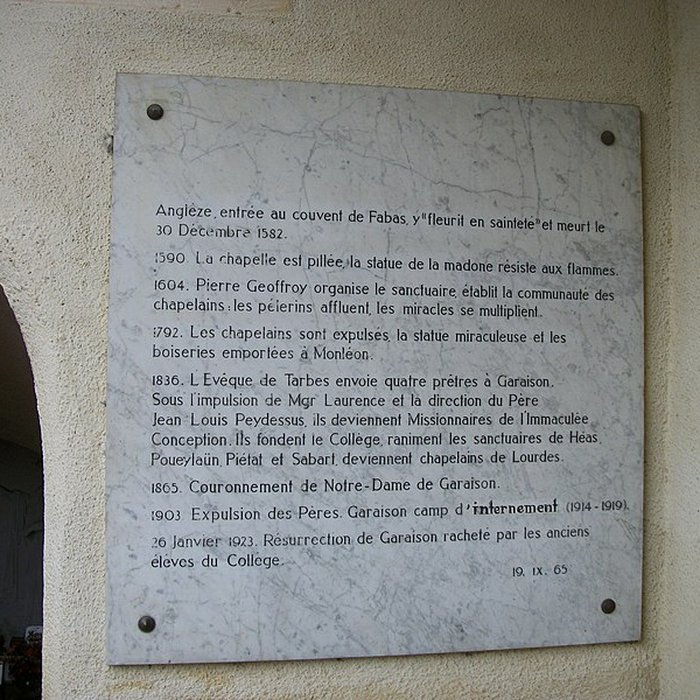 Anglèze, entrée au couvent de Fabas, y "fleurit en sainteté" et meurt le
30 Décembre 1582.
1590. La chapelle est pillée, la statue de la madone résiste aux flammes.
1604. Pierre Geoffroy organise le sanctuaire, établit la communauté des
chapelains : les pélerins affluent, les miracles se multiplient.
1792. Les chapelains sont expulsés, la statue miraculeuse et les
boiseries emportées à Monléon.
1836. L'Evêque de Tarbes envoie quatre prêtres à Garaison.
Sous l'impulsion de Mgr Laurence et la direction du Père
Jean Louis Peydessus, ils deviennent Missionnaires de l'Immaculée
Conception. Ils fondent le Collège, raniment les sanctuaires de Héas,
Poueylaün, Piétat et Sabart, deviennent chapelains de Lourdes.
1865. Couronnement de Notre-Dame de Garaison.
1903. Expulsion des Pères. Garaison camp d'internement (1914-1919).
26 Janvier 1923. Résurrection de Garaison racheté par les anciens
élèves du Collège.
19. IX. 65